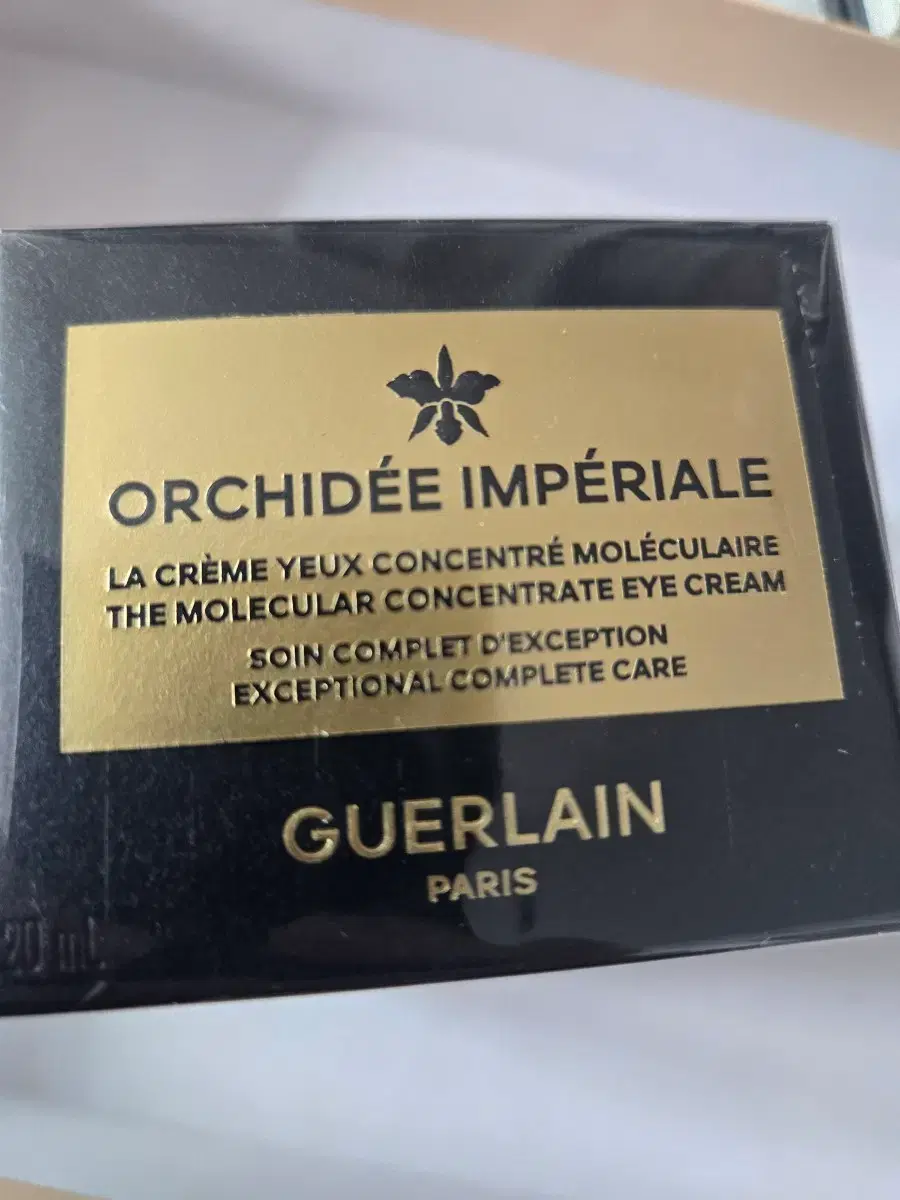 ORCHIDÉE IMPÉRIALE
LA CRÈME YEUX CONCENTRÉ MOLÉCULAIRE
THE MOLECULAR CONCENTRATE EYE CREAM
SOIN COMPLET D'EXCEPTION
EXCEPTIONAL COMPLETE CARE
GUERLAIN
PARIS
20 ml